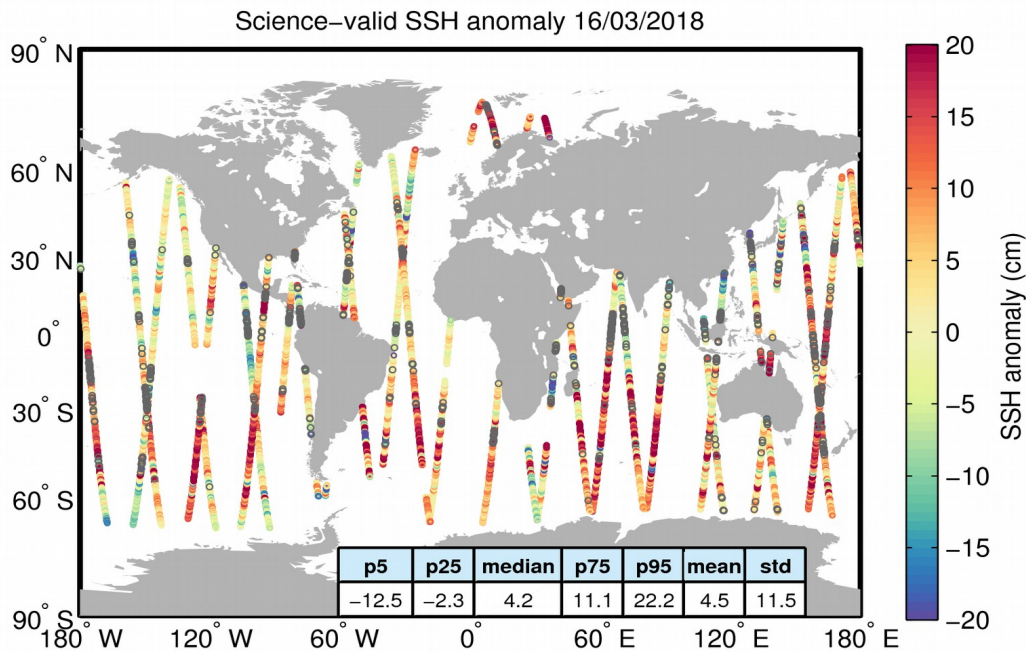 Science−valid SSH anomaly 16/03/2018
90° N
60° N
30° N
0°
30° S
60° S
90° S
180° W
120° W
60° W
0°
60° E
120° E
180° E
p5 p25 median p75 p95 mean std
−12.5 −2.3 4.2 11.1 22.2 4.5 11.5
20
15
10
5
0
−5
−10
−15
−20
SSH anomaly (cm)